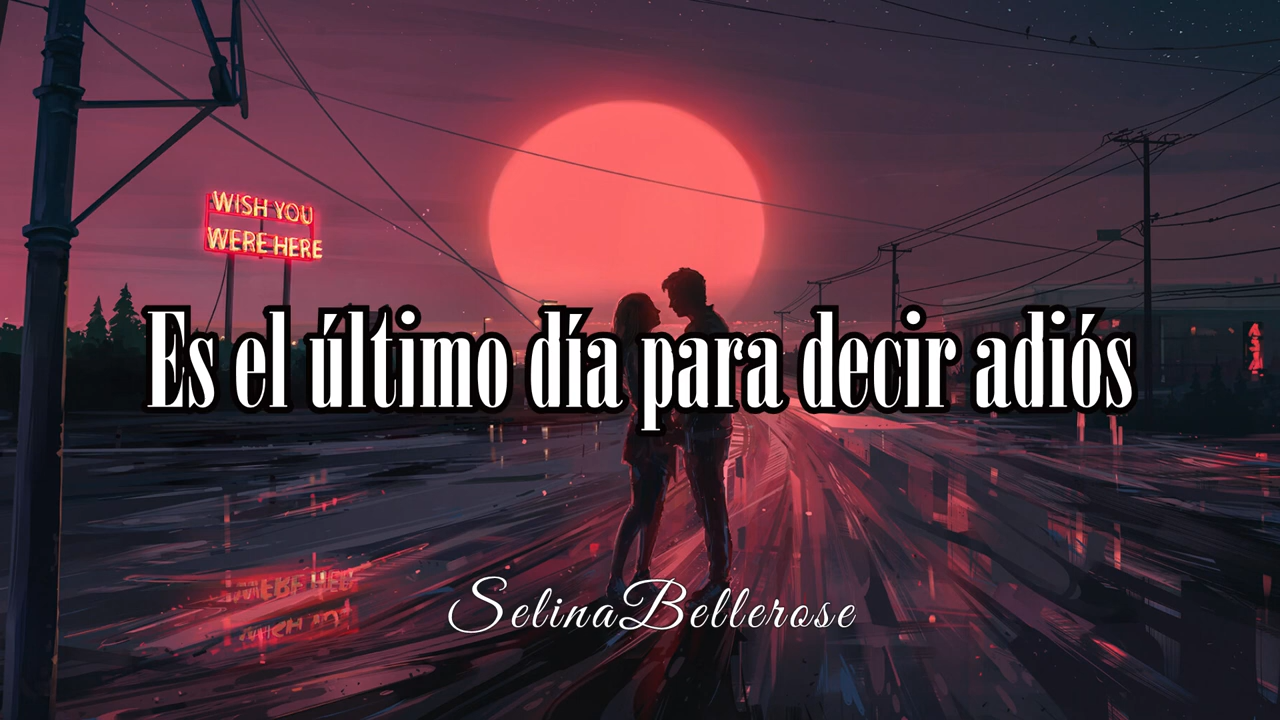 WISH YOU
WERE HERE
Es el último día para decir adiós
SelinaBellerose